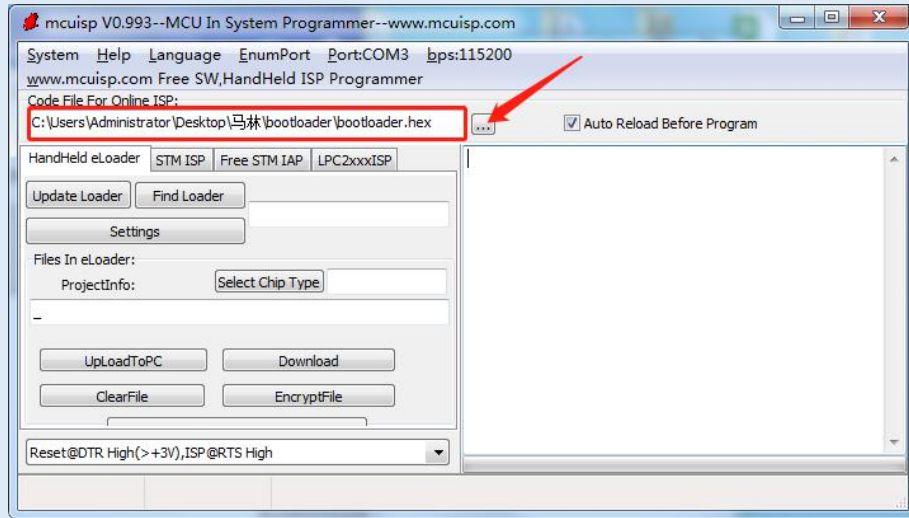 mcuisp V0.993--MCU In System Programmer--www.mcuisp.com
System Help Language EnumPort Port:COM3 bps:115200
www.mcuisp.com Free SW,HandHeld ISP Programmer
Code File For Online ISP:
C:\Users\Administrator\Desktop\马林\bootloader\bootloader.hex ... Auto Reload Before Program
HandHeld eLoader STM ISP Free STM IAP LPC2xxxISP
Update Loader Find Loader
Settings
Files In eLoader:
ProjectInfo: Select Chip Type
_
UpLoadToPC Download
ClearFile EncryptFile
Reset@DTR High(>+3V),ISP@RTS High